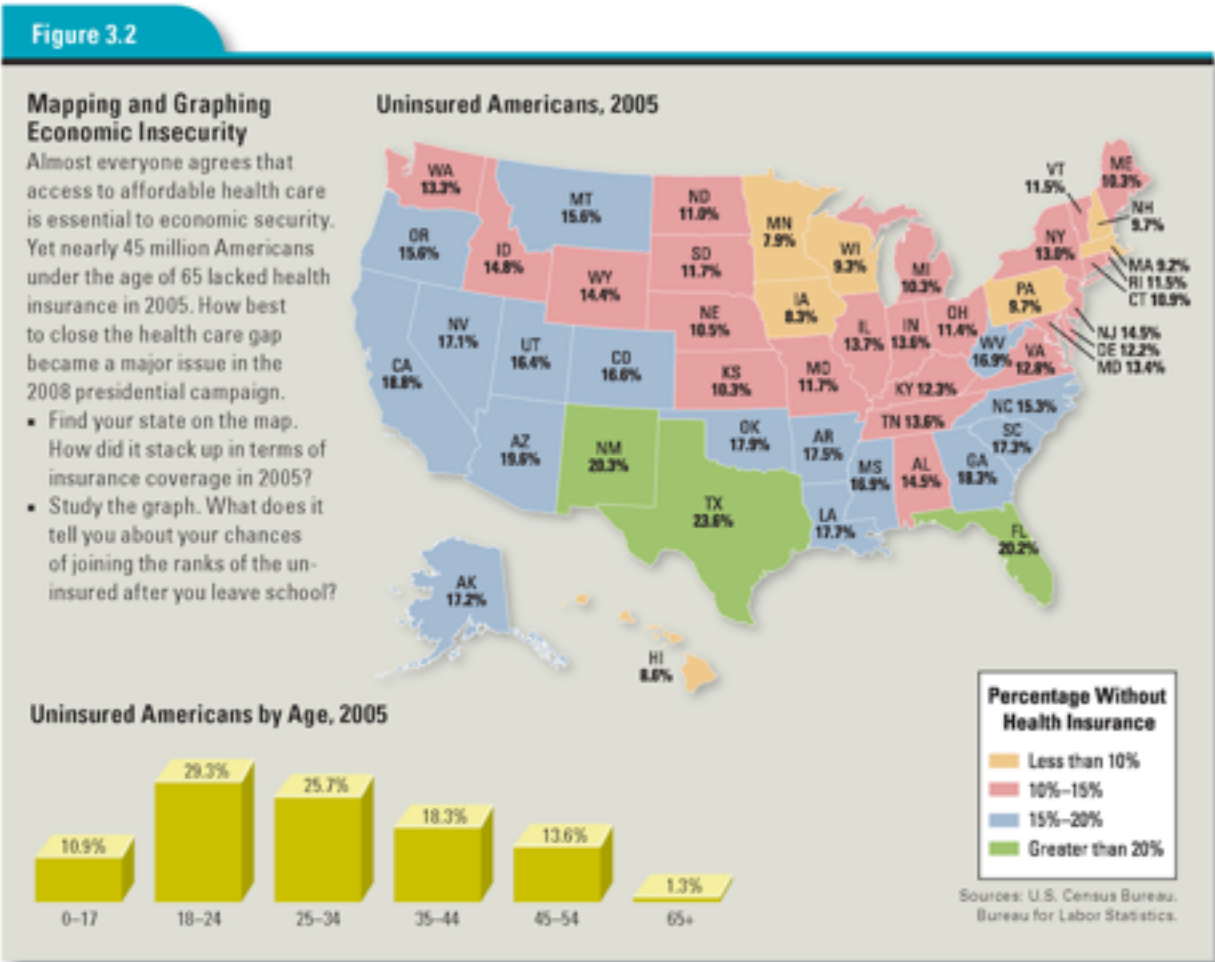 Figure 3.2
Mapping and Graphing
Economic Insecurity
Almost everyone agrees that
access to affordable health care
is essential to economic security.
Yet nearly 45 million Americans
under the age of 65 lacked health
insurance in 2005. How best
to close the health care gap
became a major issue in the
2008 presidential campaign.
▪ Find your state on the map.
How did it stack up in terms of
insurance coverage in 2005?
▪ Study the graph. What does it
tell you about your chances
of joining the ranks of the un-
insured after you leave school?
Uninsured Americans, 2005
WA
13.3%
MT
15.6%
ND
11.0%
MN
7.9%
VT
11.5%
ME
10.3%
NH
9.7%
OR
15.6%
ID
14.8%
WY
14.4%
SD
11.7%
WI
9.3%
MI
10.3%
NY
13.0%
MA 9.2%
RI 11.5%
CT 10.9%
NE
10.5%
IA
8.3%
IL
13.7%
IN
13.6%
OH
11.4%
PA
9.7%
NJ 14.5%
DE 12.2%
MD 13.4%
NV
17.1%
UT
16.4%
CO
16.6%
KS
10.3%
MO
11.7%
KY 12.3%
WV
16.9%
VA
12.8%
CA
18.8%
AZ
19.6%
NM
20.3%
OK
17.9%
AR
17.5%
TN 13.6%
NC 15.3%
SC
17.3%
TX
23.6%
LA
17.7%
MS
16.9%
AL
14.5%
GA
18.3%
FL
20.2%
AK
17.2%
HI
8.6%
Percentage Without
Health Insurance
Less than 10%
10%–15%
15%–20%
Greater than 20%
Sources: U.S. Census Bureau.
Bureau for Labor Statistics.
Uninsured Americans by Age, 2005
10.9%
29.3%
25.7%
18.3%
13.6%
1.3%
0–17
18–24
25–34
35–44
45–54
65+